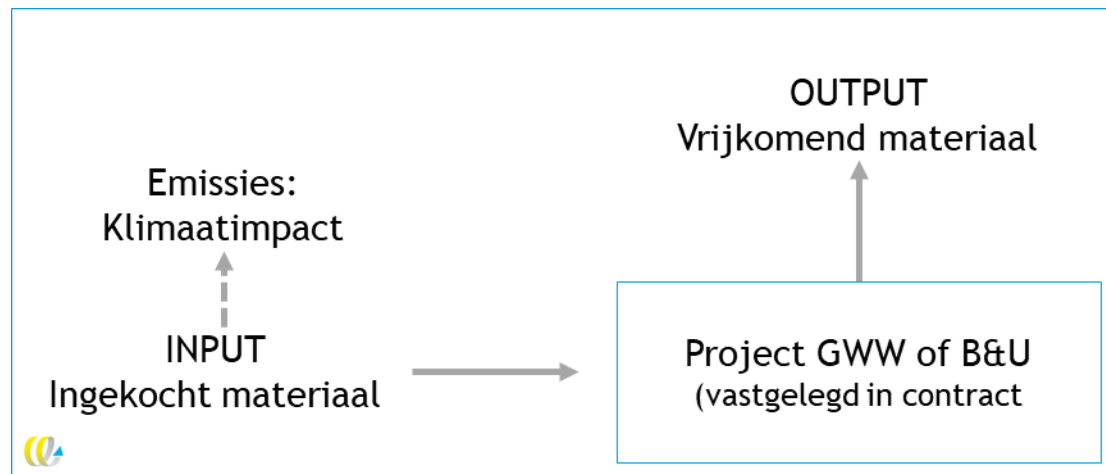 OUTPUT
Vrijkomend materiaal
Emissies:
Klimaatimpact
INPUT
Ingekocht materiaal
Project GWW of B&U
(vastgelegd in contract